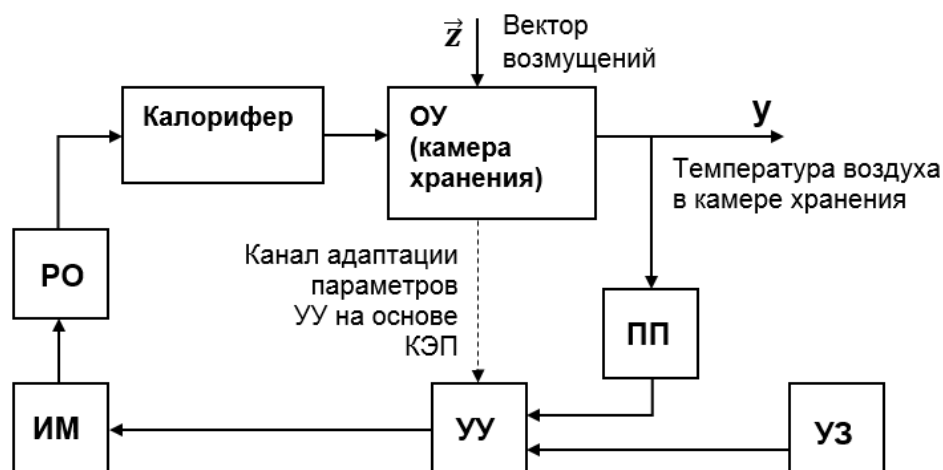 z
Вектор
возмущений
Калорифер
ОУ
(камера
хранения)
у
Температура воздуха
в камере хранения
Канал адаптации
параметров
УУ на основе
КЭП
РО
ПП
ИМ
УУ
УЗ